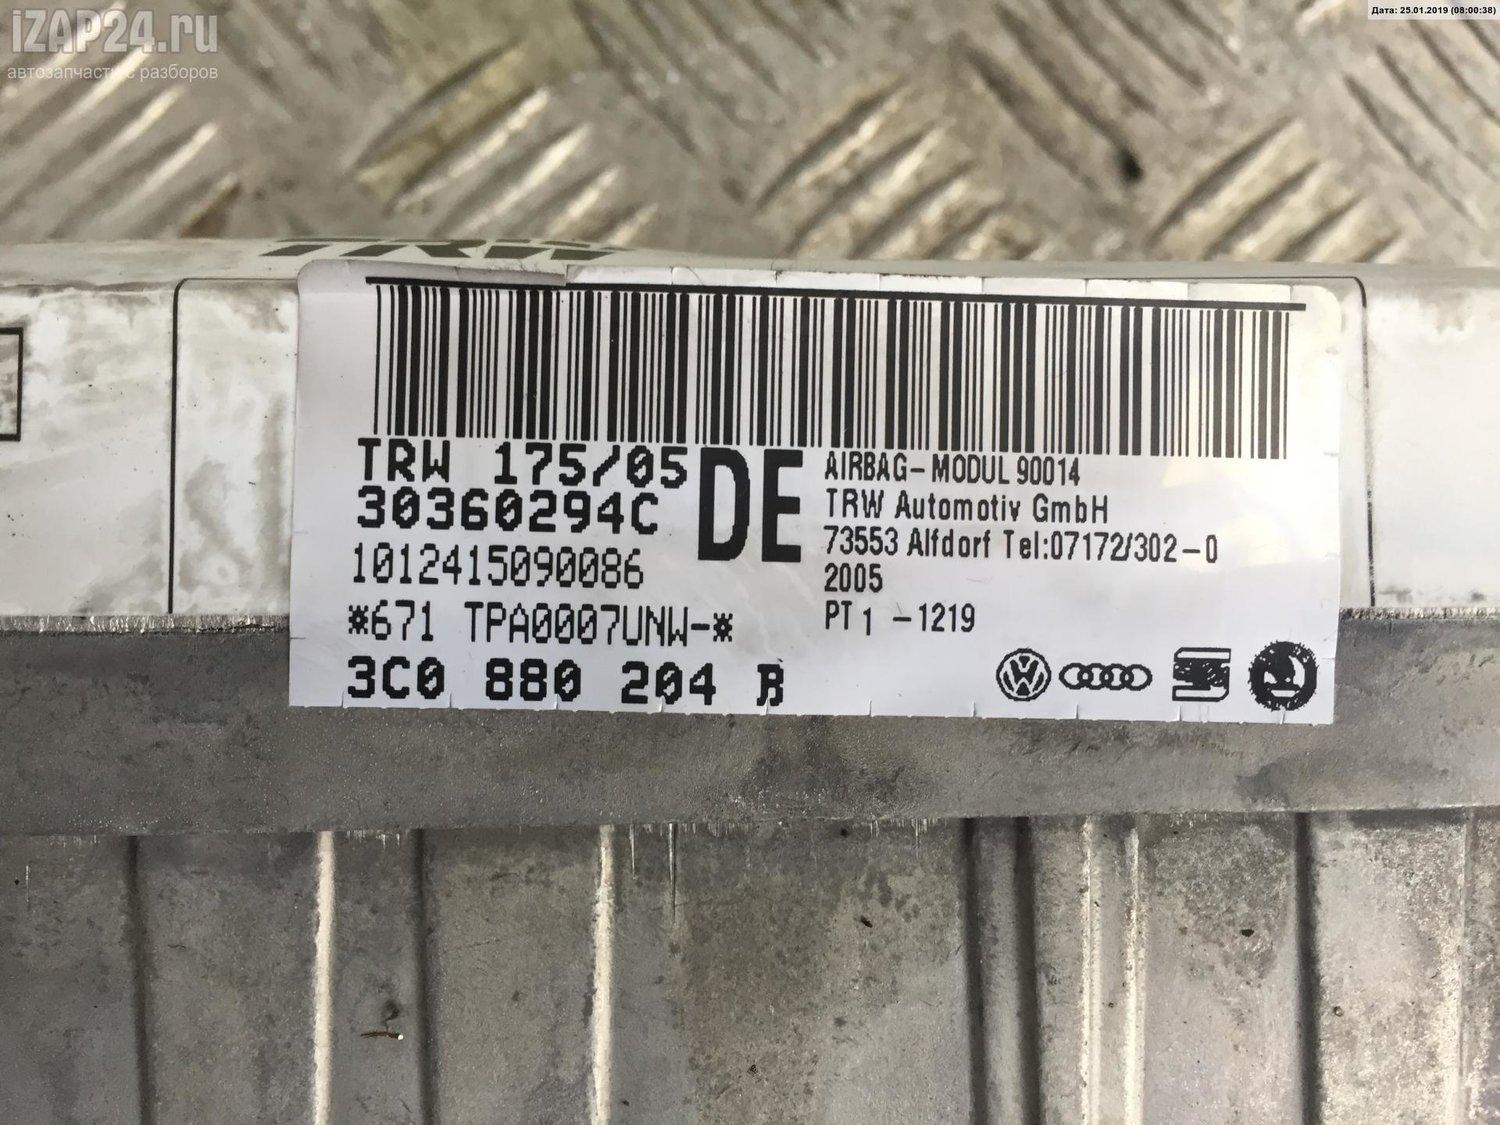 iZAP24.ru
автозапчасти с разборов
Дата: 25.01.2019 (08:00:38)
TRW
TRW 175/05
30360294C
1012415090086
*671 TPA0007UNW-*
3C0 880 204 B
DE
AIRBAG-MODUL 90014
TRW Automotiv GmbH
73553 Alfdorf Tel:07172/302-0
2005
PT 1 -1219